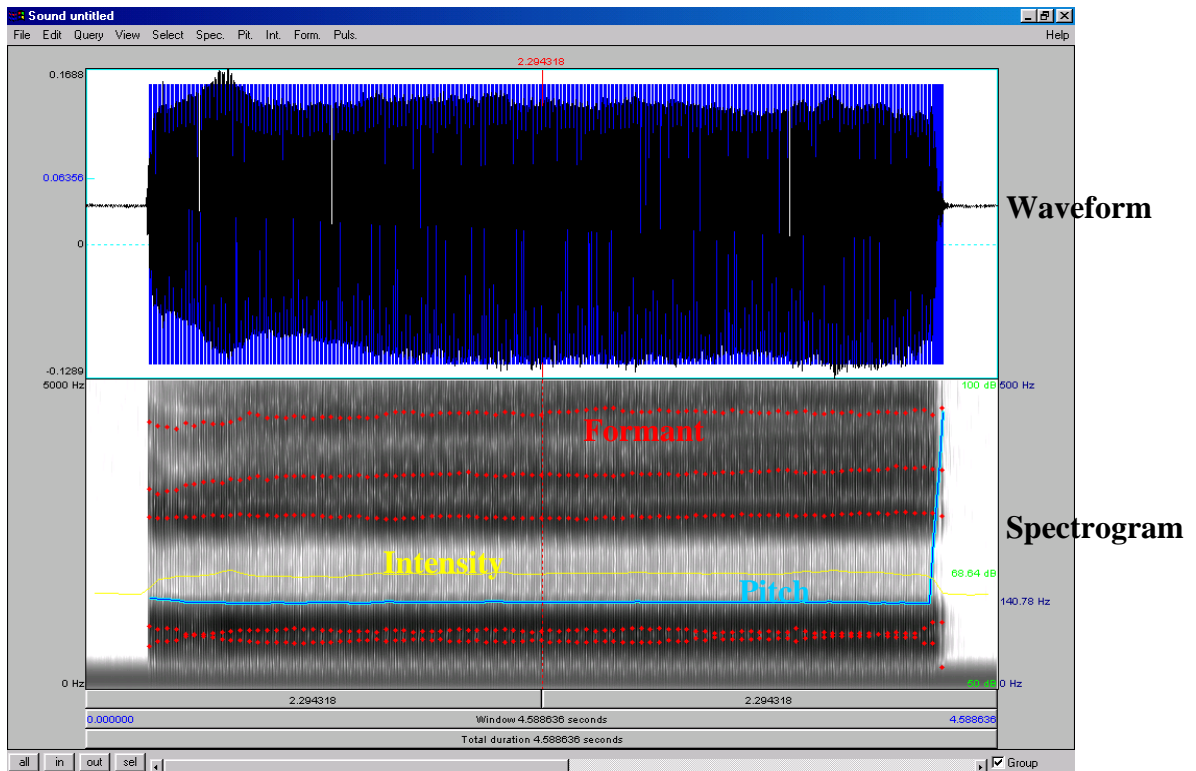 Sound untitled
File Edit Query View Select Spec. Pit. Int. Form. Puls. Help
2.294318
0.1688
0.06356
0
-0.1289
Waveform
5000 Hz 100 dB 500 Hz
Formant
Spectrogram
Intensity
68.64 dB
Pitch
140.78 Hz
0 Hz 50 dB 0 Hz
2.294318 2.294318
0.000000 Window 4.588636 seconds 4.588636
Total duration 4.588636 seconds
all in out sel Group